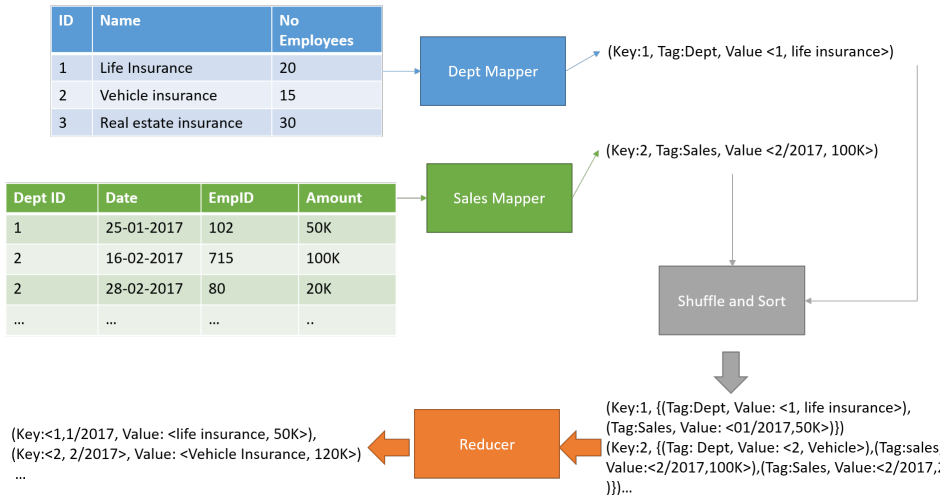 ID Name No Employees
1 Life Insurance 20
2 Vehicle insurance 15
3 Real estate insurance 30
Dept Mapper
(Key:1, Tag:Dept, Value <1, life insurance>)
(Key:2, Tag:Sales, Value <2/2017, 100K>)
Dept ID Date EmpID Amount
1 25-01-2017 102 50K
2 16-02-2017 715 100K
2 28-02-2017 80 20K
... ... ... ..
Sales Mapper
Shuffle and Sort
(Key:1, {(Tag:Dept, Value: <1, life insurance>),
(Tag:Sales, Value: <01/2017,50K>)})
(Key:2, {(Tag: Dept, Value: <2, Vehicle>),(Tag:sales,
Value:<2/2017,100K>),(Tag:Sales, Value:<2/2017,
)})...
Reducer
(Key:<1,1/2017, Value: <life insurance, 50K>),
(Key:<2, 2/2017>, Value: <Vehicle Insurance, 120K>)
...